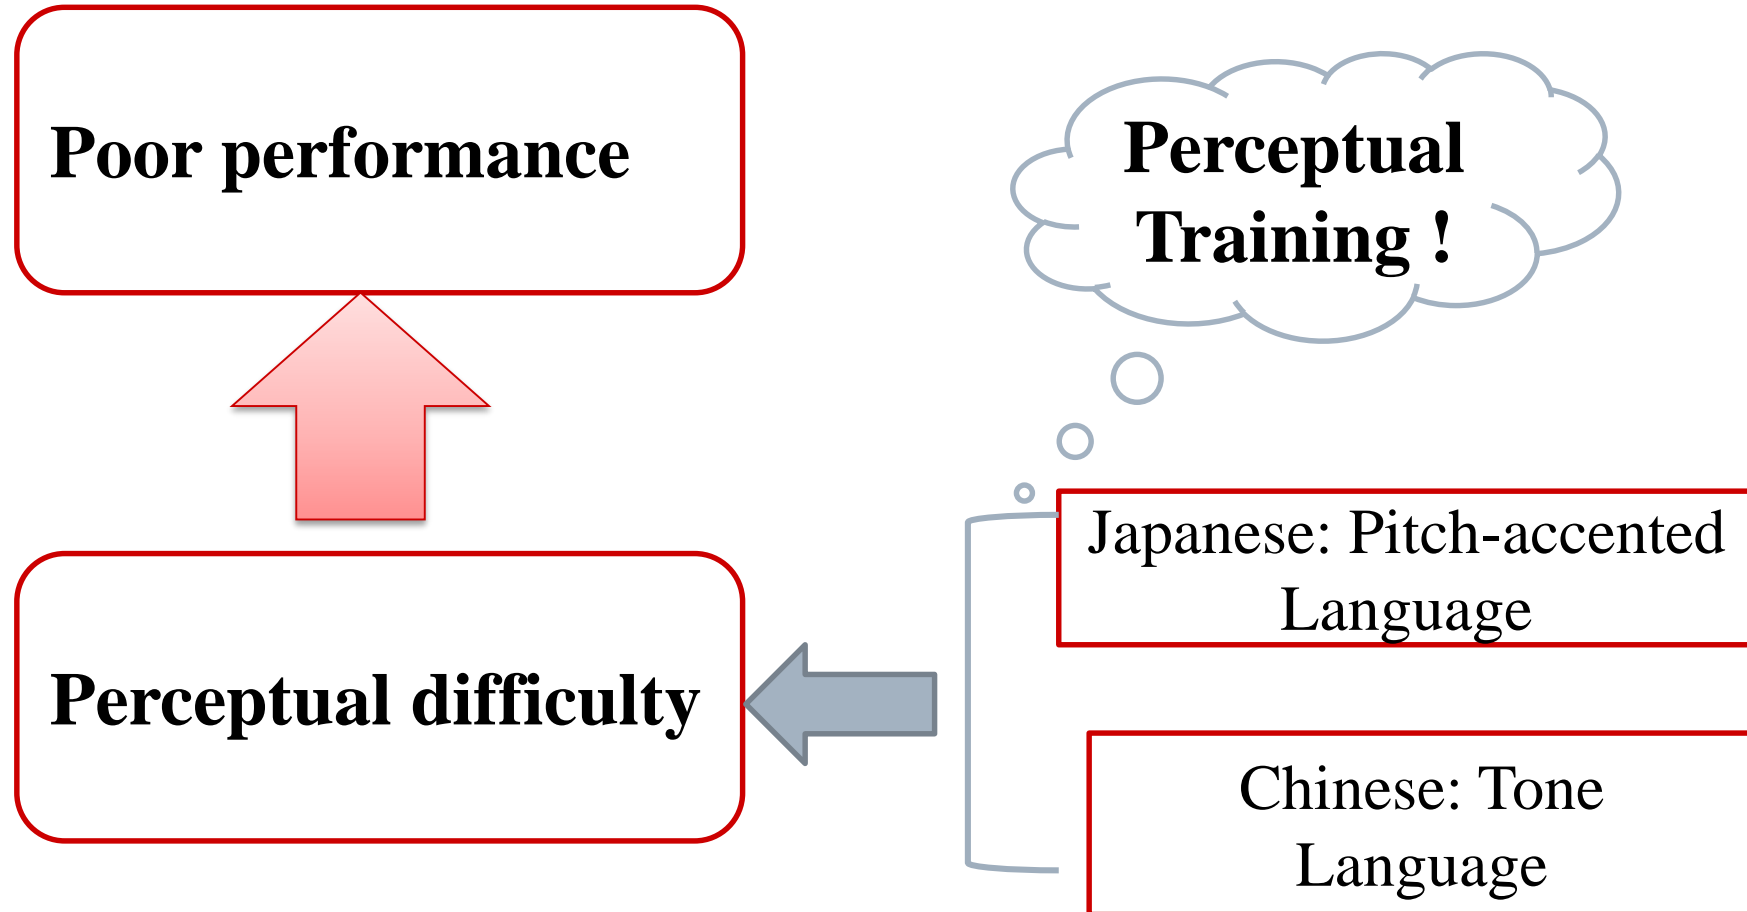 Poor performance
Perceptual
Training !
Japanese: Pitch-accented
Language
Perceptual difficulty
Chinese: Tone
Language